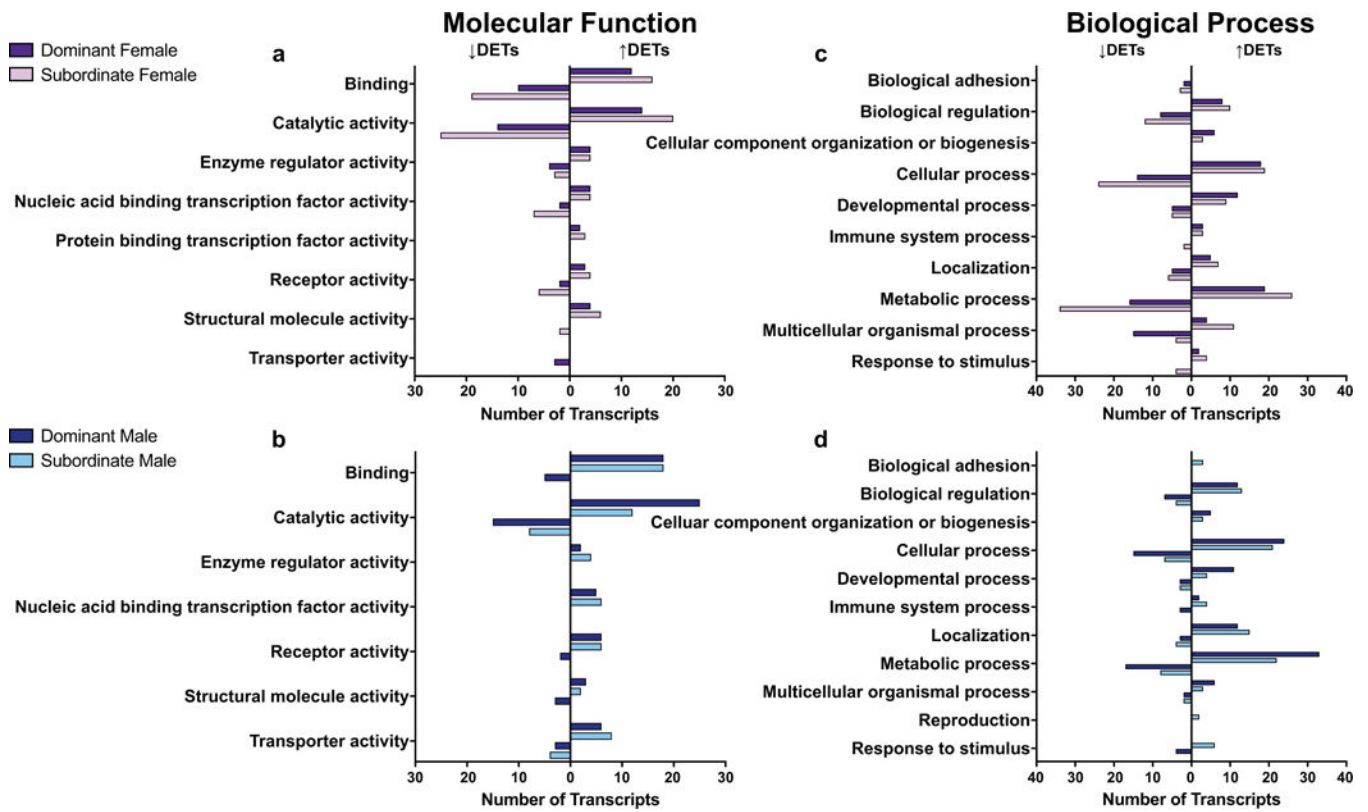 Molecular Function
Biological Process
Dominant Female
Subordinate Female
a
↓DETs
↑DETs
Binding
Catalytic activity
Enzyme regulator activity
Nucleic acid binding transcription factor activity
Protein binding transcription factor activity
Receptor activity
Structural molecule activity
Transporter activity
30 20 10 0 10 20 30
Number of Transcripts
c
↓DETs
↑DETs
Biological adhesion
Biological regulation
Cellular component organization or biogenesis
Cellular process
Developmental process
Immune system process
Localization
Metabolic process
Multicellular organismal process
Response to stimulus
40 30 20 10 0 10 20 30 40
Number of Transcripts
Dominant Male
Subordinate Male
b
Binding
Catalytic activity
Enzyme regulator activity
Nucleic acid binding transcription factor activity
Receptor activity
Structural molecule activity
Transporter activity
30 20 10 0 10 20 30
Number of Transcripts
d
Biological adhesion
Biological regulation
Celluar component organization or biogenesis
Cellular process
Developmental process
Immune system process
Localization
Metabolic process
Multicellular organismal process
Reproduction
Response to stimulus
40 30 20 10 0 10 20 30 40
Number of Transcripts